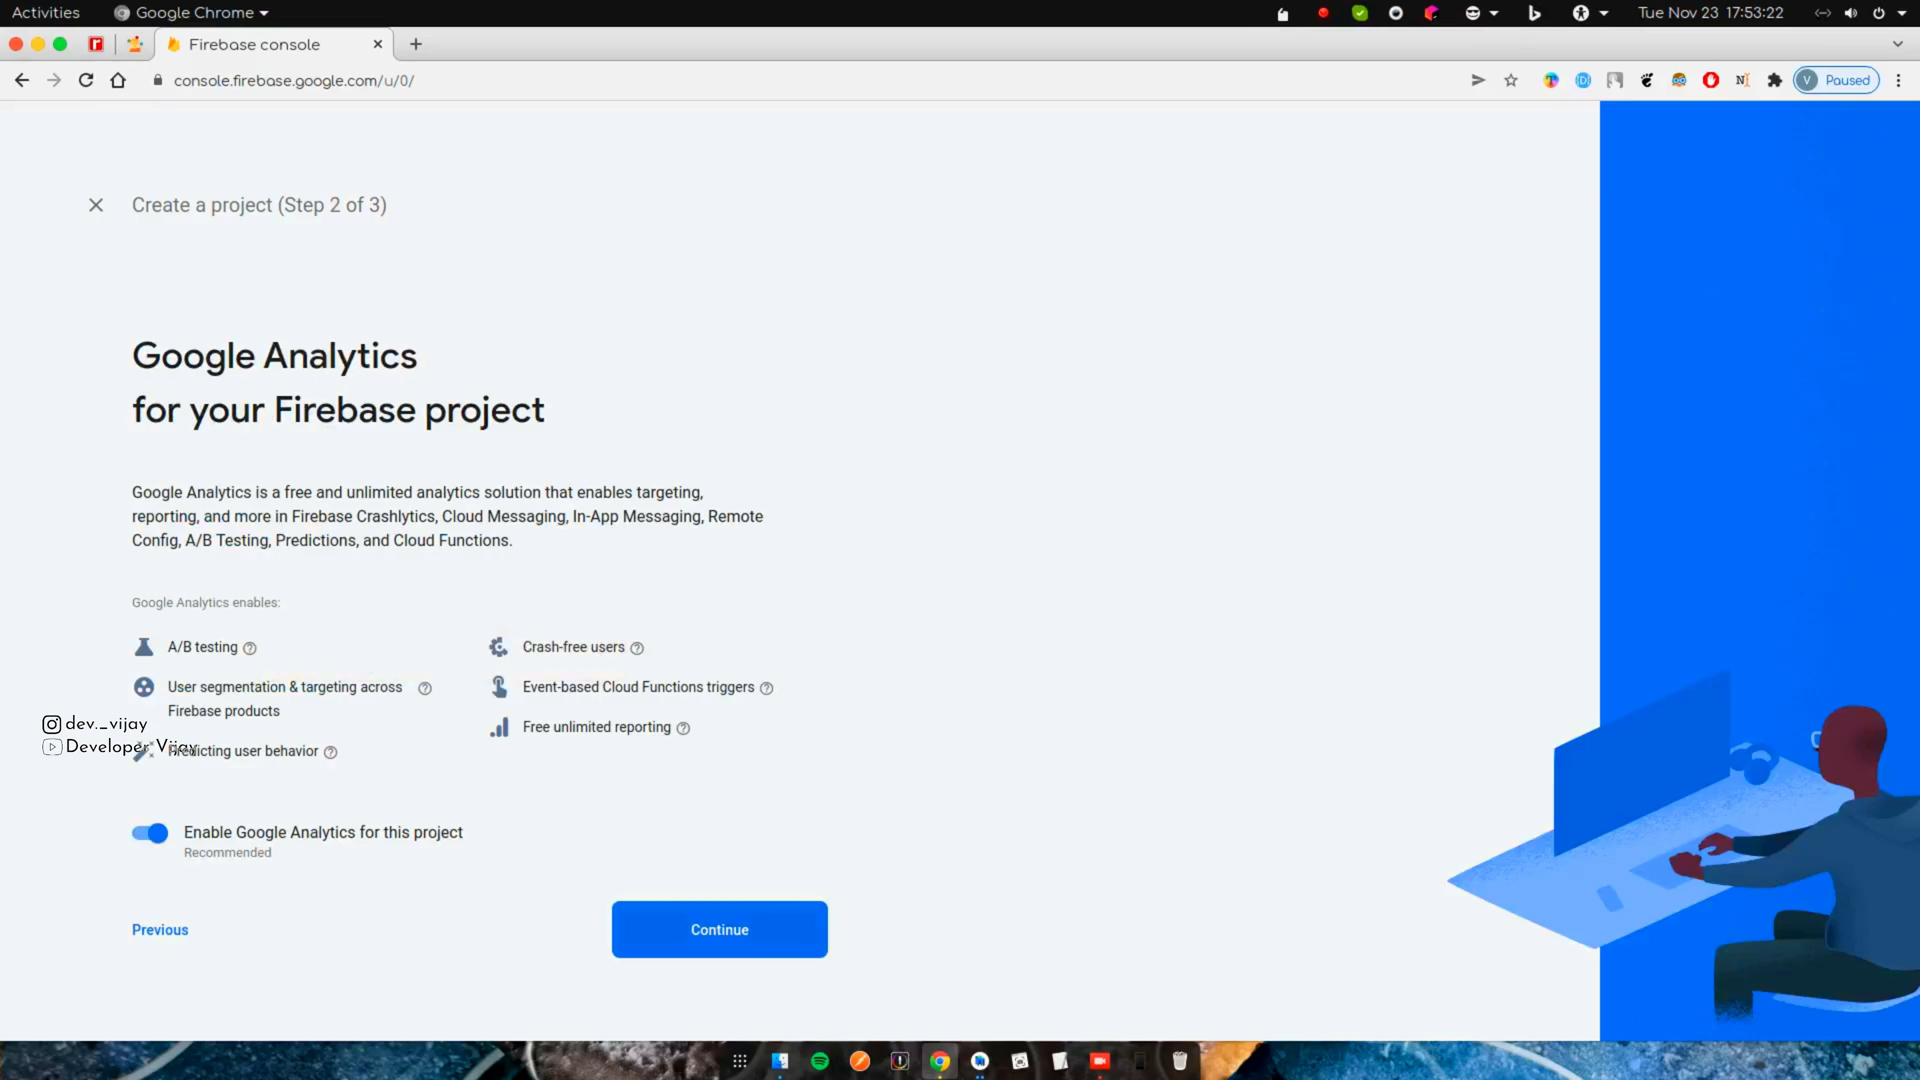 Activities
Google Chrome
Tue Nov 23 17:53:22
Firebase console
console.firebase.google.com/u/0/
V
Paused
Create a project (Step 2 of 3)
Google Analytics
for your Firebase project
Google Analytics is a free and unlimited analytics solution that enables targeting,
reporting, and more in Firebase Crashlytics, Cloud Messaging, In-App Messaging, Remote
Config, A/B Testing, Predictions, and Cloud Functions.
Google Analytics enables:
A/B testing
Crash-free users
User segmentation & targeting across
Firebase products
Event-based Cloud Functions triggers
Free unlimited reporting
dev._vijay
Developer Vijay
Predicting user behavior
Enable Google Analytics for this project
Recommended
Previous
Continue